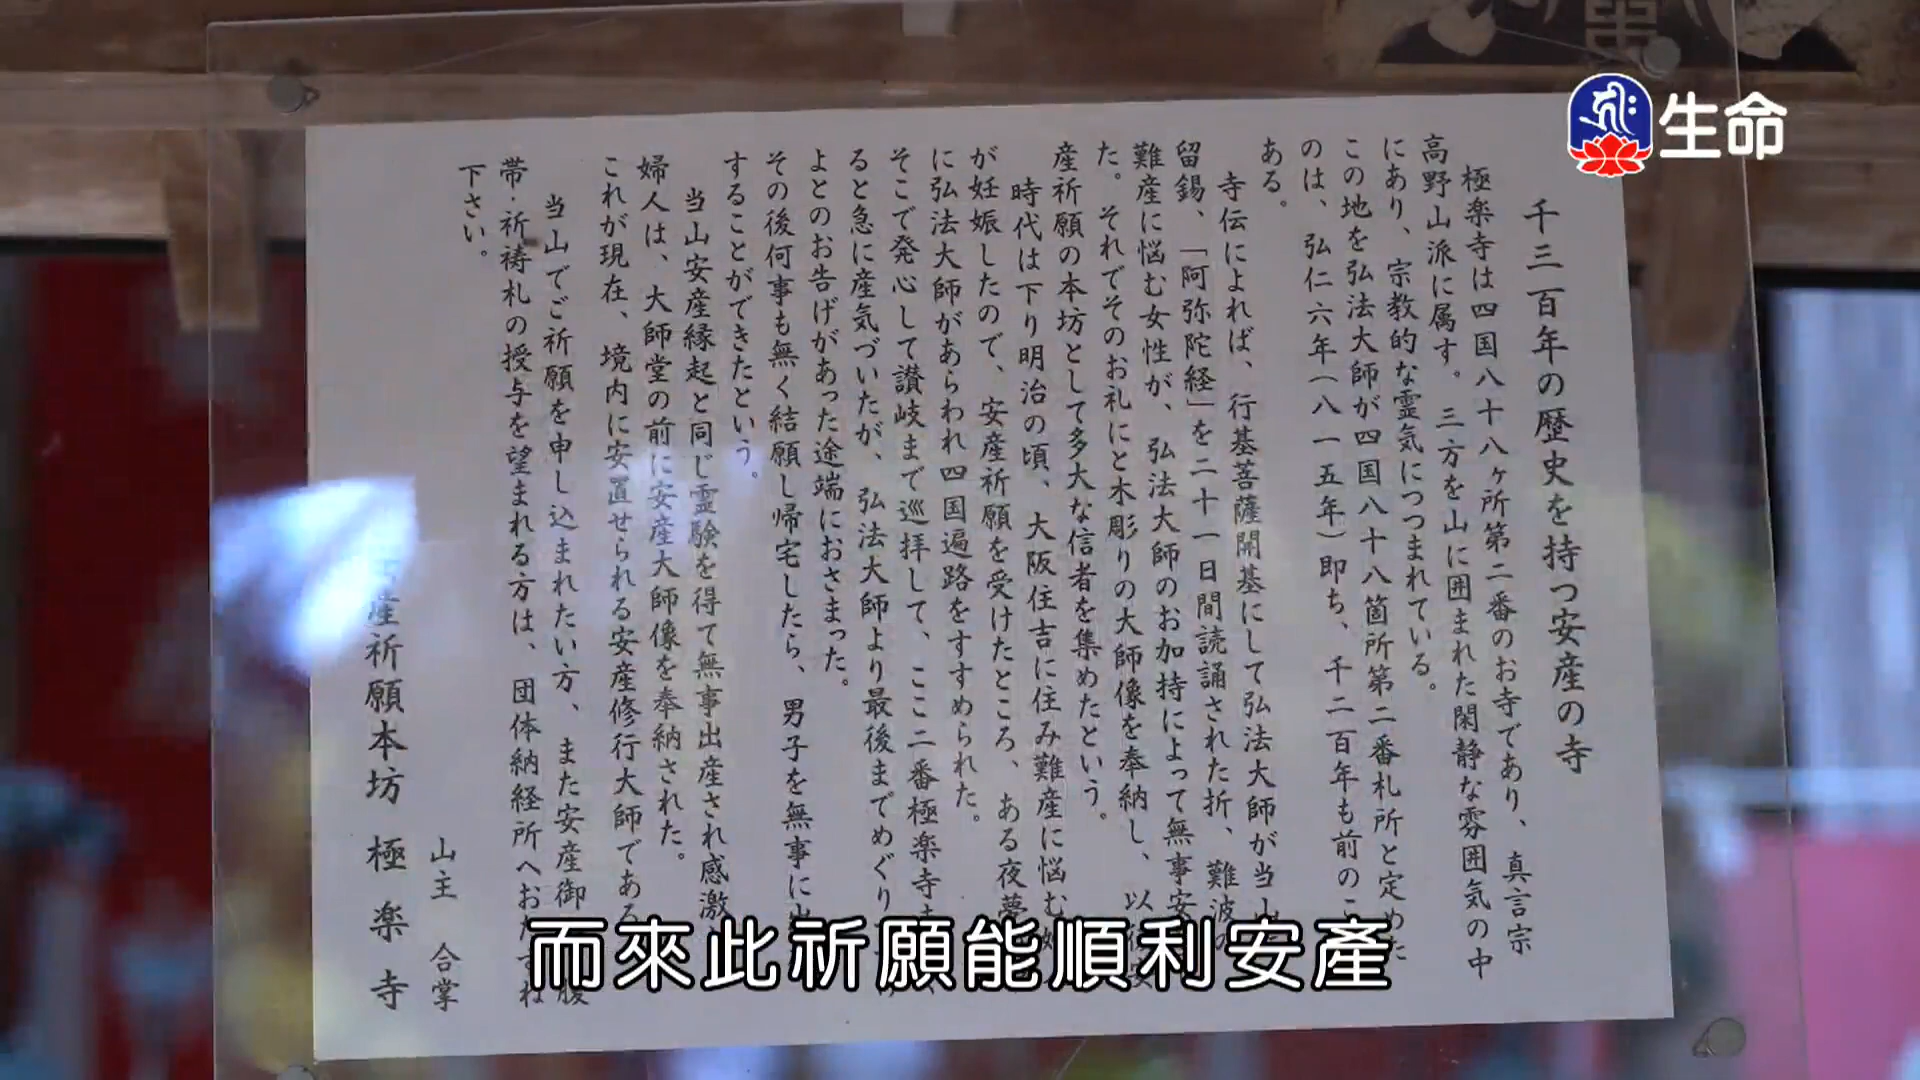 生命
千三百年の歴史を持つ安産の寺
極楽寺は四国八十八ヶ所第二番のお寺であり、真言宗
高野山派に属す。三方を山に囲まれた閑静な雰囲気の中
にあり、宗教的な霊気につつまれている。
この地を弘法大師が四国八十八箇所第二番札所と定めた
のは、弘仁六年(八一五年)即ち、千二百年も前のこ
ある。
寺伝によれば、行基菩薩開基にして弘法大師が当山
留錫、「阿弥陀経」を二十一日間読誦された折、難波
難産に悩む女性が、弘法大師のお加持によって無事安
た。それでそのお礼にと木彫りの大師像を奉納し、以後安
産祈願の本坊として多大な信者を集めたという。
時代は下り明治の頃、大阪住吉に住み難産に悩む
が妊娠したので、安産祈願を受けたところ、ある夜夢
に弘法大師があらわれ四国遍路をすすめられた。
そこで発心して讃岐まで巡拝して、ここ二番極楽寺
ると急に産気づいたが、弘法大師より最後までめぐり
よとのお告げがあった途端におさまった。
その後何事も無く結願し帰宅したら、男子を無事に出
することができたという。
当山安産縁起と同じ霊験を得て無事出産され感激
婦人は、大師堂の前に安産大師像を奉納された。
これが現在、境内に安置せられる安産修行大師である
当山でご祈願を申し込まれたい方、また安産御腹
帯・祈祷札の授与を望まれる方は、団体納経所へおたずね
下さい。
山主 合掌
産祈願本坊 極楽寺
而來此祈願能順利安產